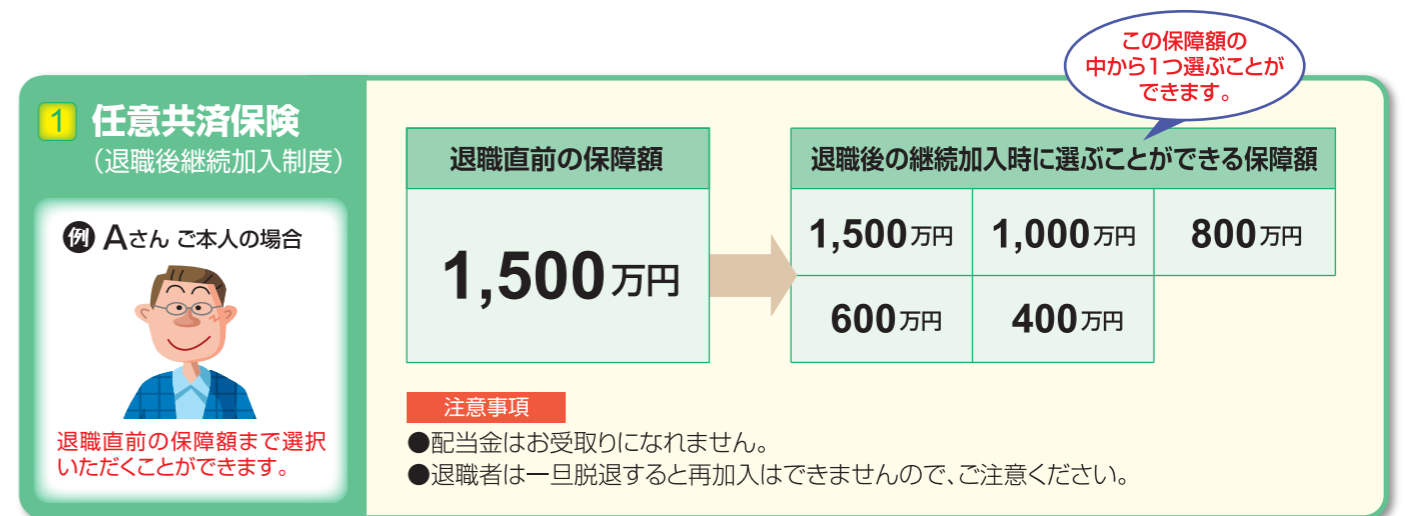 この保障額の
中から1つ選ぶことが
できます。
1 任意共済保険
（退職後継続加入制度）
例 Aさん ご本人の場合
退職直前の保障額まで選択
いただくことができます。
退職直前の保障額
1,500万円
退職後の継続加入時に選ぶことができる保障額
1,500万円 1,000万円 800万円
600万円 400万円
注意事項
●配当金はお受取りになれません。
●退職者は一旦脱退すると再加入はできませんので、ご注意ください。